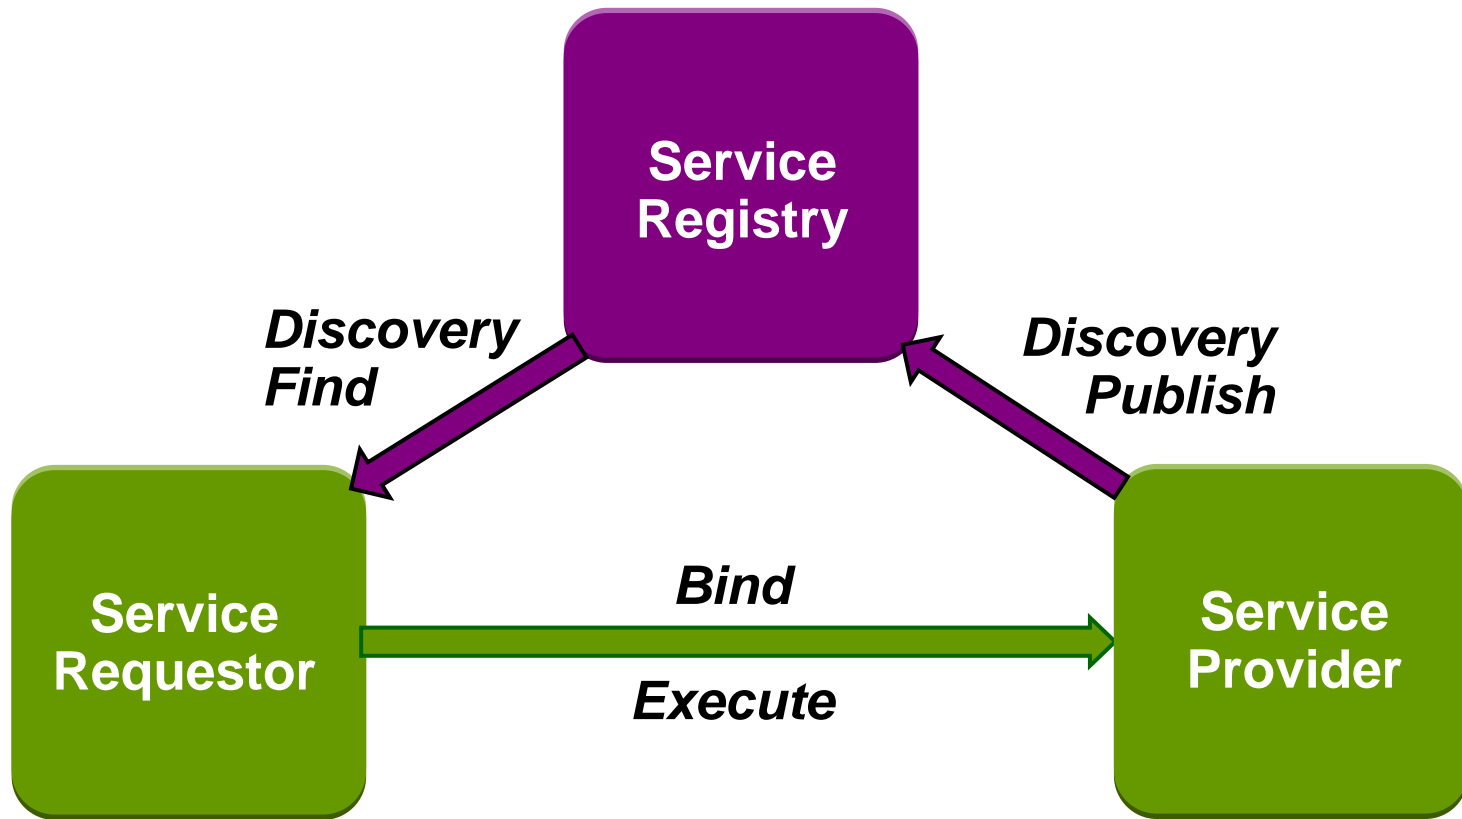 Service
Registry
Discovery
Find
Discovery
Publish
Bind
Execute
Service
Requestor
Service
Provider